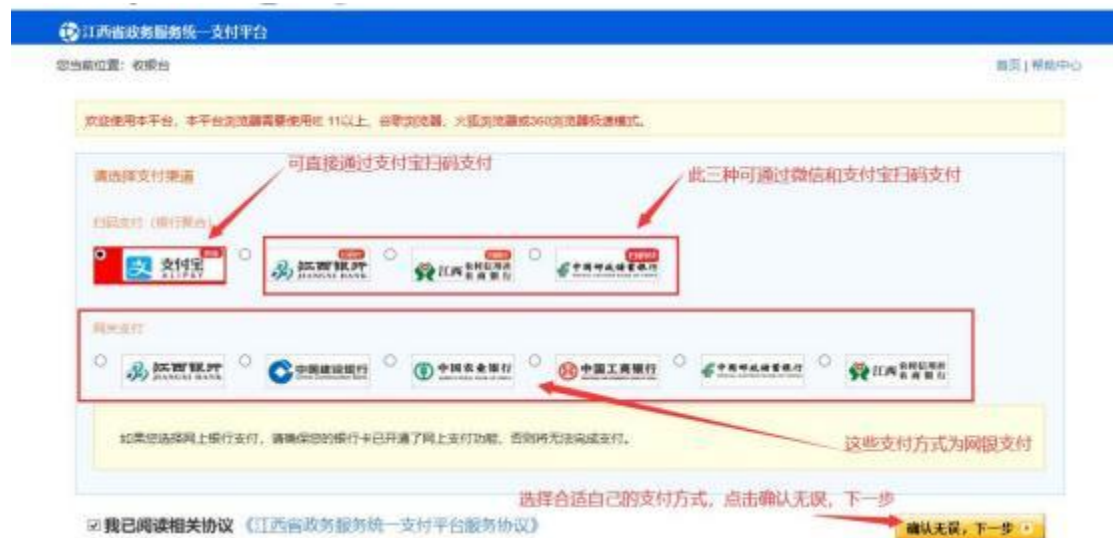 江西省政务服务统一支付平台
您当前位置：收银台
首页 | 帮助中心
欢迎使用本平台，本平台浏览器需要使用IE 11以上，谷歌浏览器、火狐浏览器或360浏览器极速模式。
请选择支付渠道
可直接通过支付宝扫码支付
此三种可通过微信和支付宝扫码支付
扫码支付（银行聚合）
支付宝
ALIPAY
江西银行
JIANGXI BANK
江西 农村信用社
农商银行
中国邮政储蓄银行
网关支付
江西银行
JIANGXI BANK
中国建设银行
China Construction Bank
中国农业银行
中国工商银行
中国邮政储蓄银行
江西 农村信用社
农商银行
如果您选择网上银行支付，请确保您的银行卡已开通了网上支付功能，否则将无法完成支付。
这些支付方式为网银支付
选择合适自己的支付方式，点击确认无误，下一步
我已阅读相关协议 《江西省政务服务统一支付平台服务协议》
确认无误，下一步